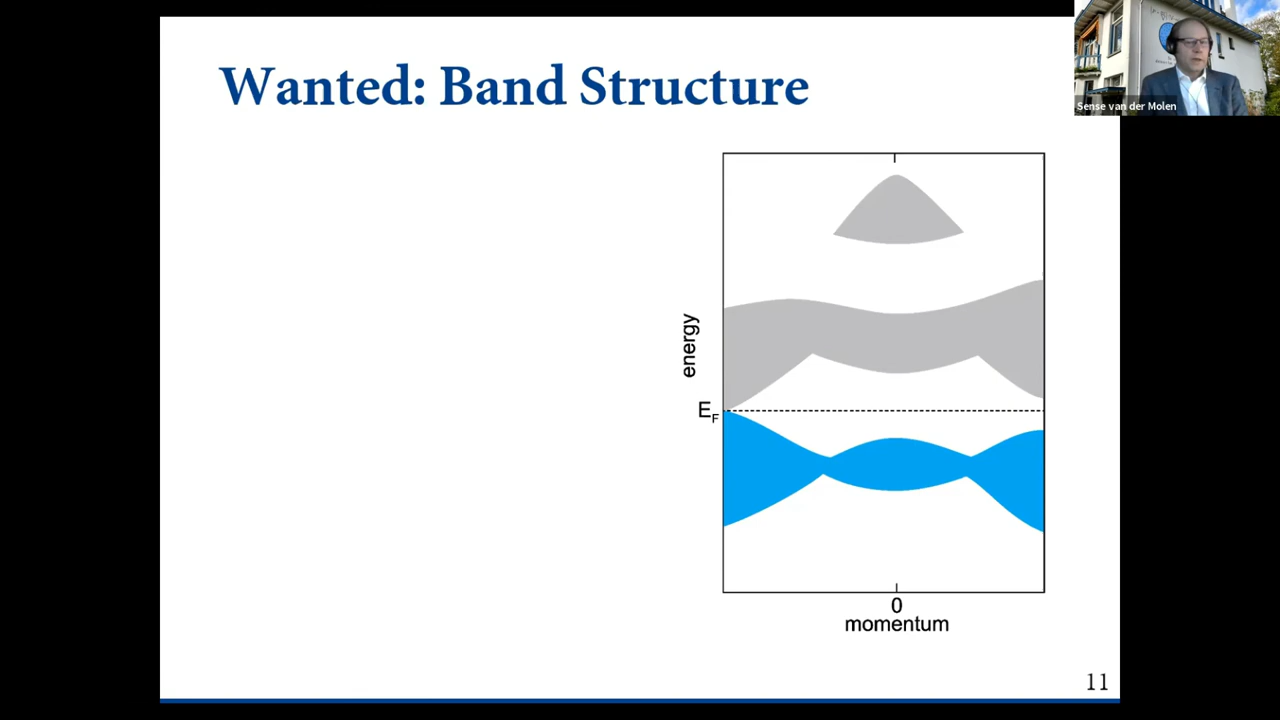 Wanted: Band Structure
Sense van der Molen
energy
EF
0
momentum
11